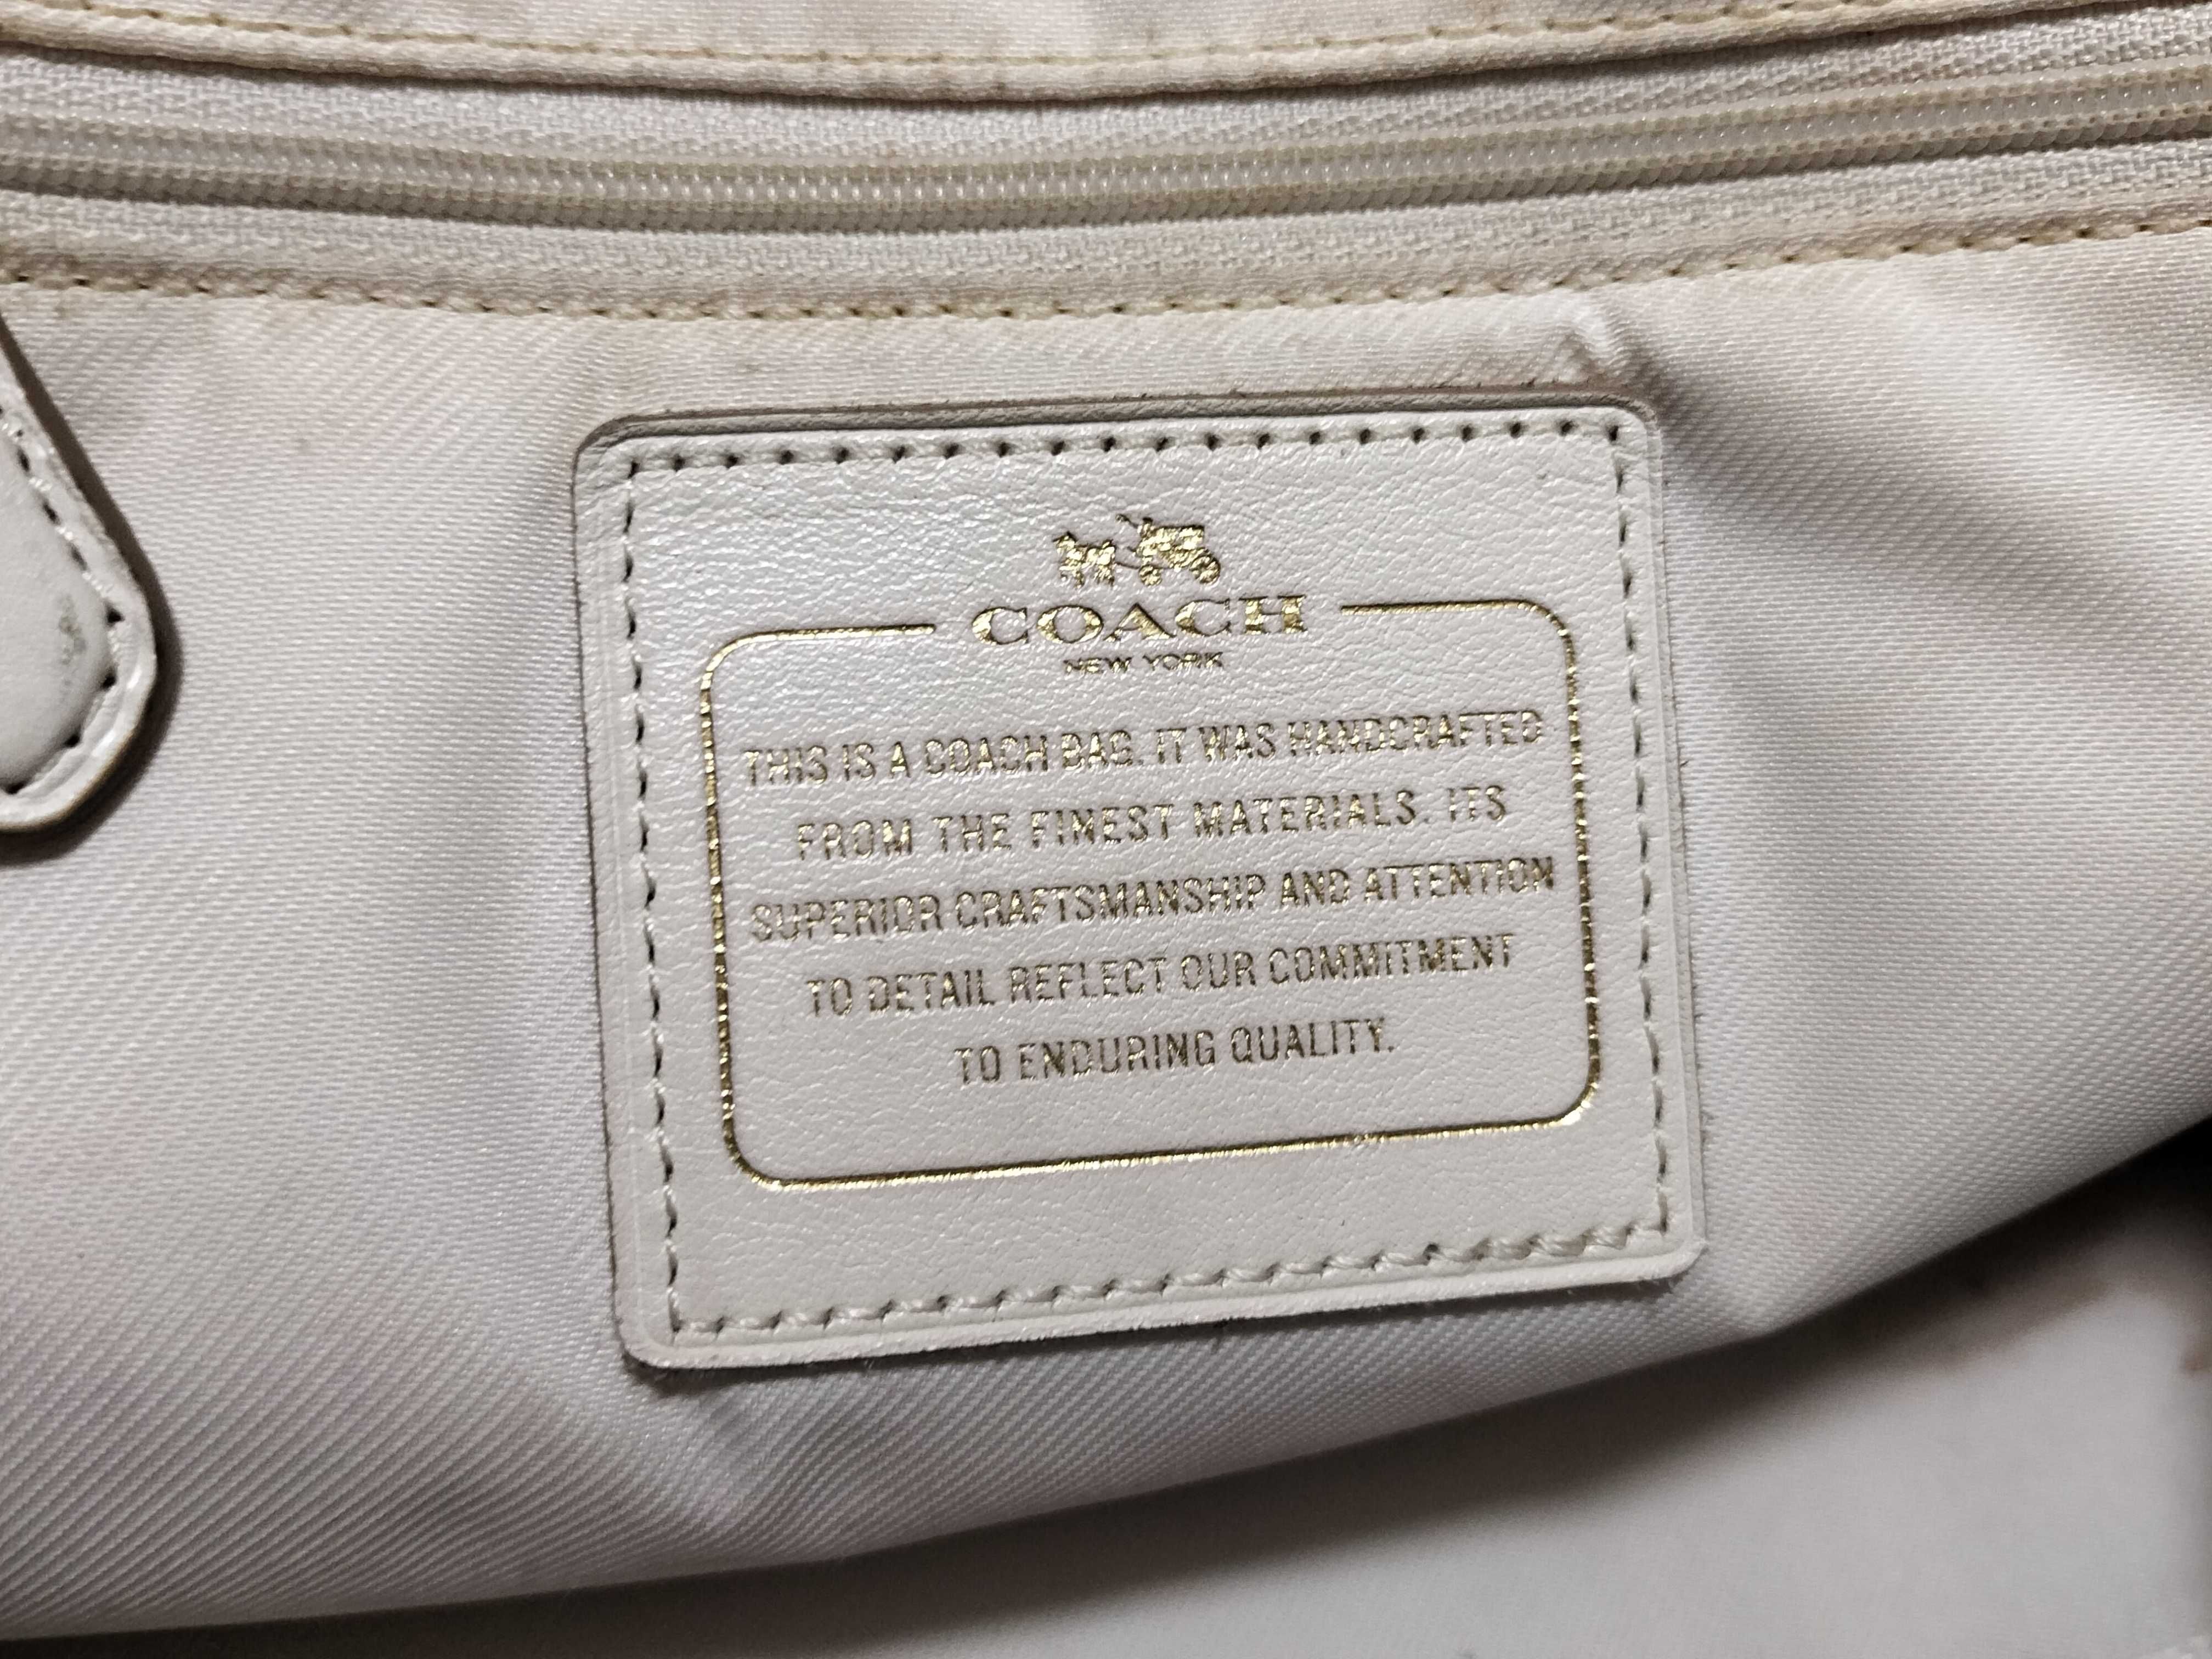 COACH
NEW YORK
THIS IS A COACH BAG. IT WAS HANDCRAFTED
FROM THE FINEST MATERIALS. ITS
SUPERIOR CRAFTSMANSHIP AND ATTENTION
TO DETAIL REFLECT OUR COMMITMENT
TO ENDURING QUALITY.